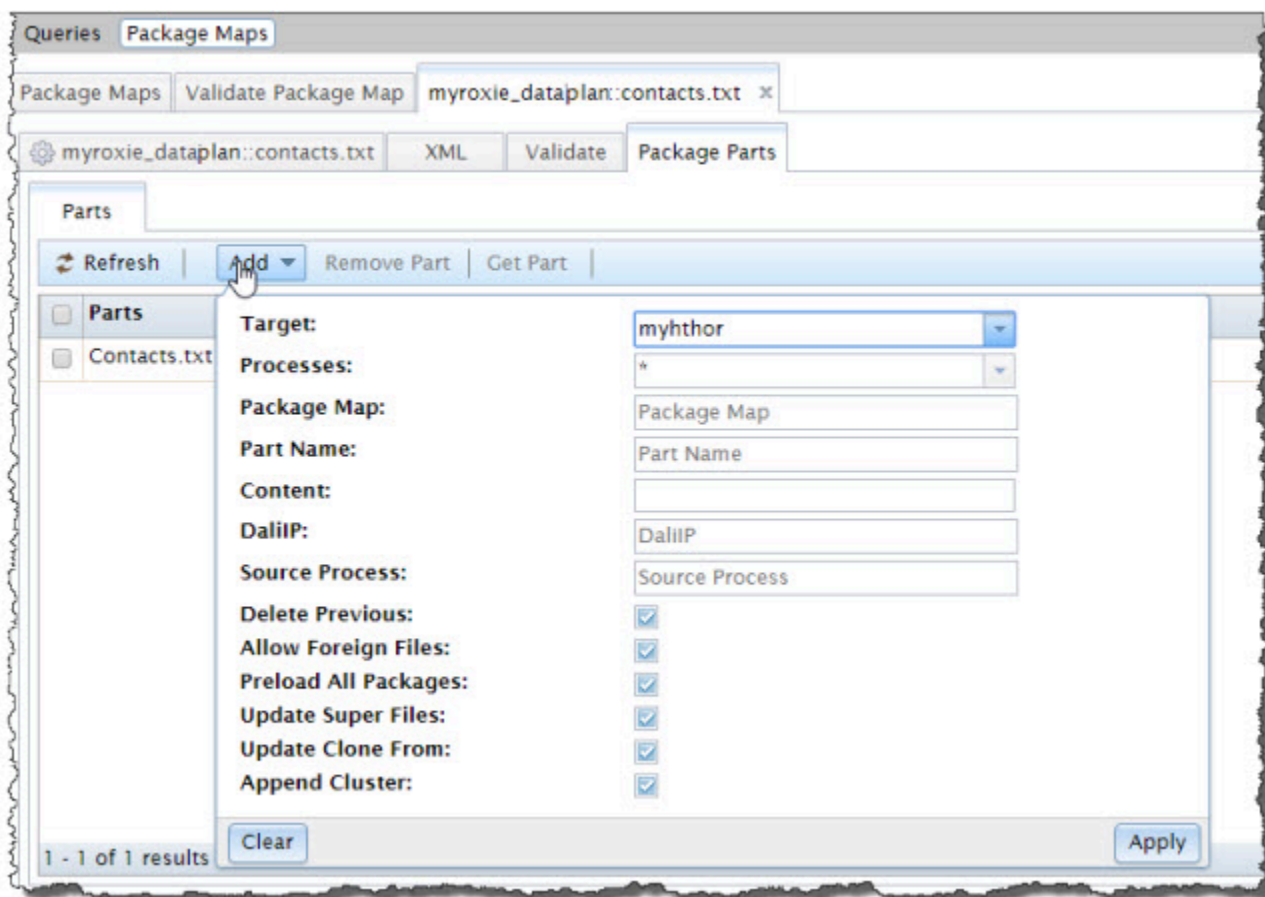 Queries Package Maps
Package Maps Validate Package Map myroxie_dataplan::contacts.txt ×
myroxie_dataplan::contacts.txt XML Validate Package Parts
Parts
Refresh | Add Remove Part | Get Part |
Parts
Contacts.txt
Target: myhthor
Processes: *
Package Map: Package Map
Part Name: Part Name
Content:
DaliIP: DaliIP
Source Process: Source Process
Delete Previous:
Allow Foreign Files:
Preload All Packages:
Update Super Files:
Update Clone From:
Append Cluster:
Clear Apply
1 - 1 of 1 results